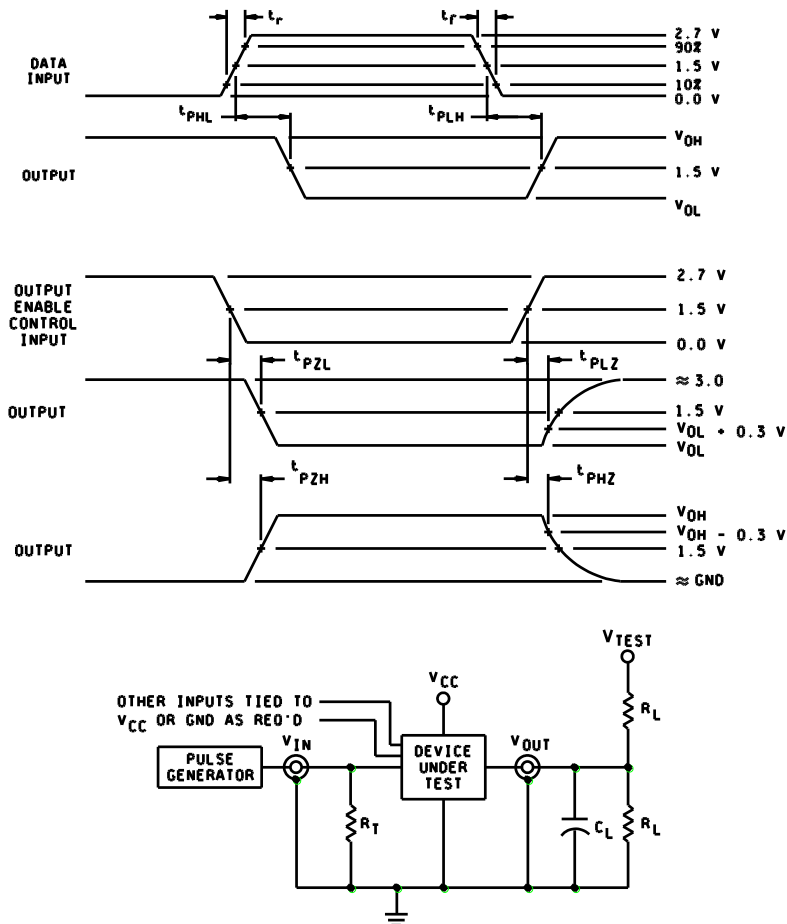 tr
tf
2.7 V
90%
DATA
INPUT
1.5 V
10%
0.0 V
tPHL
tPLH
VOH
OUTPUT
1.5 V
VOL
OUTPUT
ENABLE
CONTROL
INPUT
2.7 V
1.5 V
0.0 V
tPZL
tPLZ
≈ 3.0
OUTPUT
1.5 V
VOL + 0.3 V
VOL
tPZH
tPHZ
VOH
VOH - 0.3 V
OUTPUT
1.5 V
≈ GND
VTEST
VCC
RL
OTHER INPUTS TIED TO
VCC OR GND AS REQ'D
VIN
VOUT
PULSE
GENERATOR
DEVICE
UNDER
TEST
RT
CL
RL